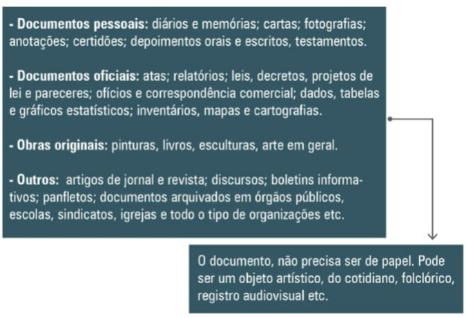 - Documentos pessoais: diários e memórias; cartas; fotografias;
anotações; certidões; depoimentos orais e escritos, testamentos.
- Documentos oficiais: atas; relatórios; leis, decretos, projetos de
lei e pareceres; ofícios e correspondência comercial; dados, tabelas
e gráficos estatísticos; inventários, mapas e cartografias.
- Obras originais: pinturas, livros, esculturas, arte em geral.
- Outros: artigos de jornal e revista; discursos; boletins informa-
tivos; panfletos; documentos arquivados em órgãos públicos,
escolas, sindicatos, igrejas e todo o tipo de organizações etc.
O documento, não precisa ser de papel. Pode
ser um objeto artístico, do cotidiano, folclórico,
registro audiovisual etc.